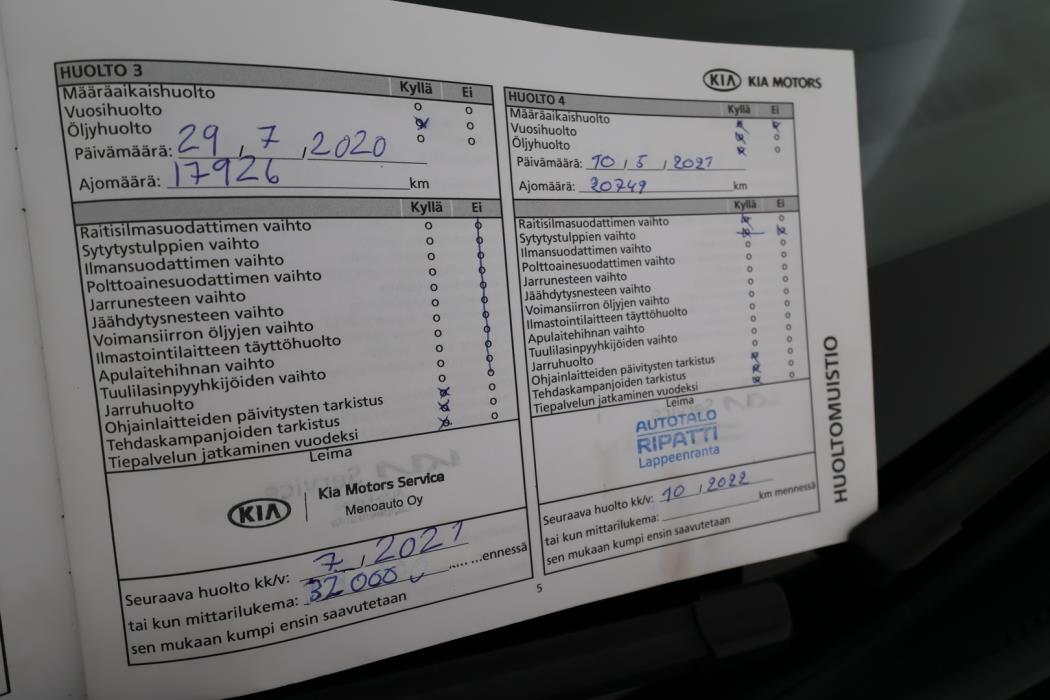 HUOLTO 3
Kyllä Ei
Määräaikaishuolto
Vuosihuolto
Öljyhuolto
Päivämäärä: 29 , 7 , 2020
Ajomäärä: 17926 km
Kyllä Ei
Raitisilmasuodattimen vaihto
Sytytystulppien vaihto
Ilmansuodattimen vaihto
Polttoainesuodattimen vaihto
Jarrunesteen vaihto
Jäähdytysnesteen vaihto
Voimansiirron öljyjen vaihto
Ilmastointilaitteen täyttöhuolto
Apulaitehihnan vaihto
Tuulilasinpyyhkijöiden vaihto
Jarruhuolto
Ohjainlaitteiden päivitysten tarkistus
Tehdaskampanjoiden tarkistus
Tiepalvelun jatkaminen vuodeksi
Leima
KIA Kia Motors Service
Menoauto Oy
Seuraava huolto kk/v: 7 , 2021
tai kun mittarilukema: 32000 ...... ...ennessä
sen mukaan kumpi ensin saavutetaan
KIA KIA MOTORS
HUOLTO 4
Kyllä Ei
Määräaikaishuolto
Vuosihuolto
Öljyhuolto
Päivämäärä: 10 , 5 , 2021
Ajomäärä: 20749 km
Kyllä Ei
Raitisilmasuodattimen vaihto
Sytytystulppien vaihto
Ilmansuodattimen vaihto
Polttoainesuodattimen vaihto
Jarrunesteen vaihto
Jäähdytysnesteen vaihto
Voimansiirron öljyjen vaihto
Ilmastointilaitteen täyttöhuolto
Apulaitehihnan vaihto
Tuulilasinpyyhkijöiden vaihto
Jarruhuolto
Ohjainlaitteiden päivitysten tarkistus
Tehdaskampanjoiden tarkistus
Tiepalvelun jatkaminen vuodeksi
Leima
AUTOTALO
RIPATTI
Lappeenranta
Seuraava huolto kk/v: 10 , 2022
tai kun mittarilukema: km mennessä
sen mukaan kumpi ensin saavutetaan
HUOLTOMUISTIO
5